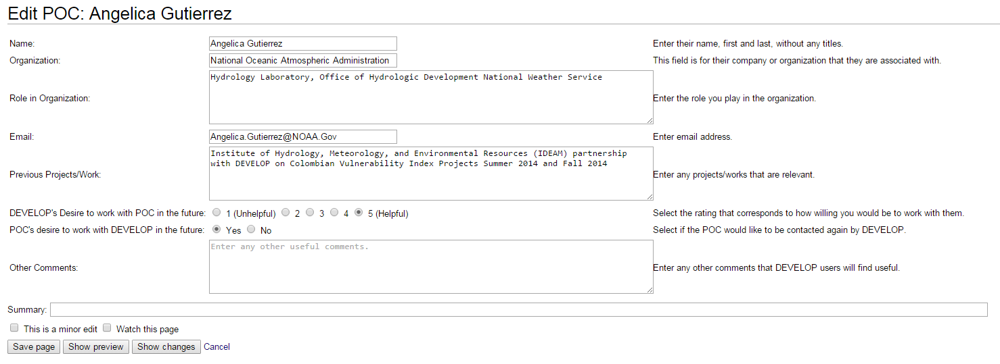 Edit POC: Angelica Gutierrez
Name: Angelica Gutierrez Enter their name, first and last, without any titles.
Organization: National Oceanic Atmospheric Administration This field is for their company or organization that they are associated with.
Hydrology Laboratory, Office of Hydrologic Development National Weather Service
Role in Organization: Enter the role you play in the organization.
Email: Angelica.Gutierrez@NOAA.Gov Enter email address.
Institute of Hydrology, Meteorology, and Environmental Resources (IDEAM) partnership
with DEVELOP on Colombian Vulnerability Index Projects Summer 2014 and Fall 2014
Previous Projects/Work: Enter any projects/works that are relevant.
DEVELOP's Desire to work with POC in the future: 1 (Unhelpful) 2 3 4 5 (Helpful) Select the rating that corresponds to how willing you would be to work with them.
POC's desire to work with DEVELOP in the future: Yes No Select if the POC would like to be contacted again by DEVELOP.
Enter any other useful comments.
Other Comments: Enter any other comments that DEVELOP users will find useful.
Summary:
This is a minor edit Watch this page
Save page Show preview Show changes Cancel